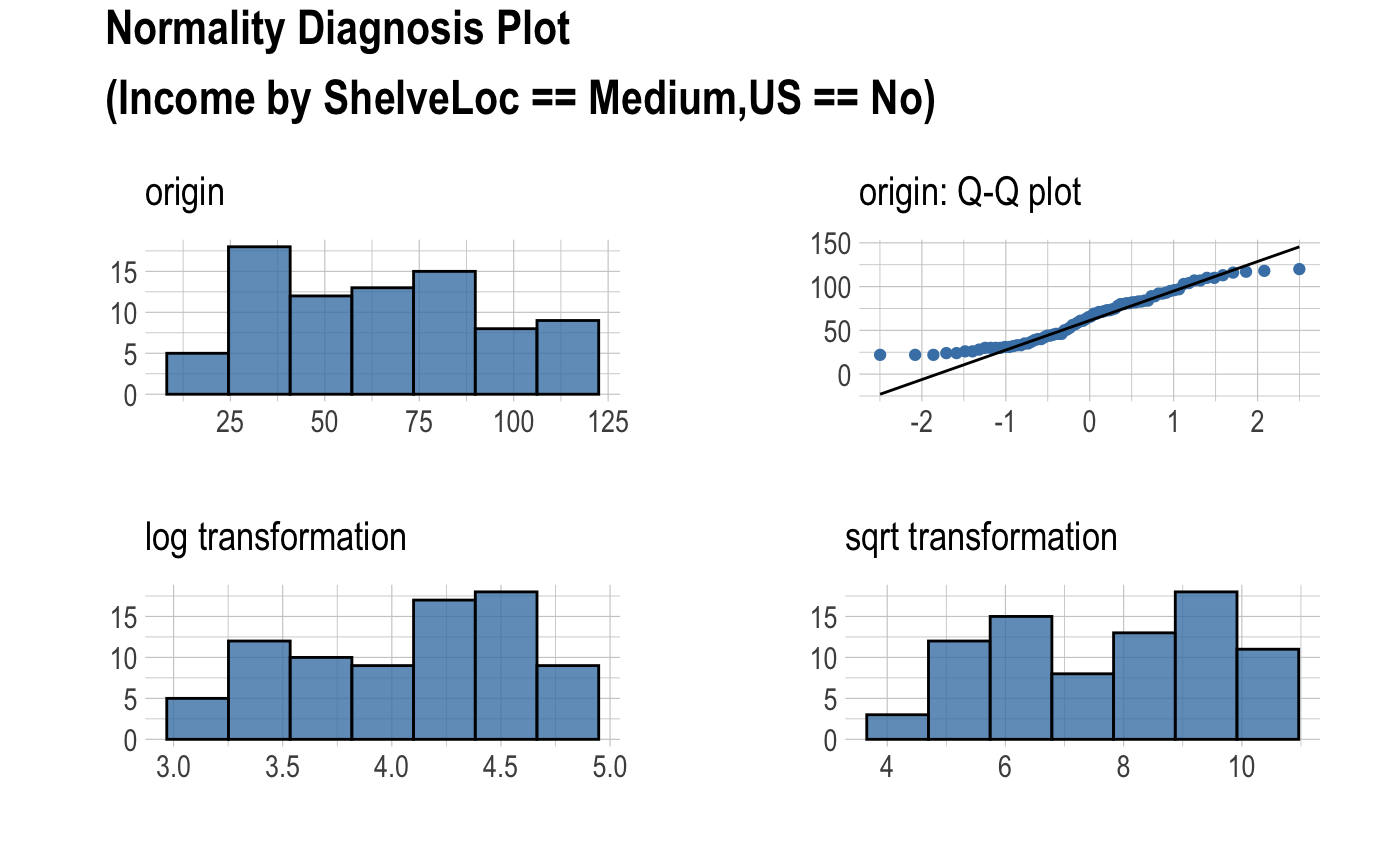 Normality Diagnosis Plot
(Income by ShelveLoc == Medium,US == No)
origin
15
10
5
0
25 50 75 100 125
origin: Q-Q plot
150
100
50
0
-2 -1 0 1 2
log transformation
15
10
5
0
3.0 3.5 4.0 4.5 5.0
sqrt transformation
15
10
5
0
4 6 8 10